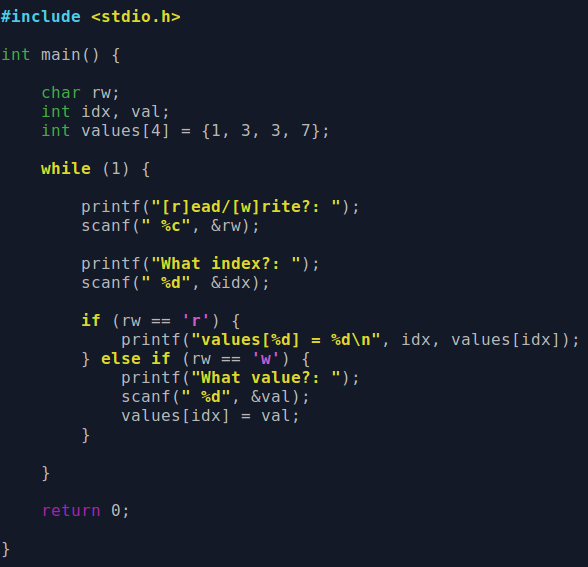 #include <stdio.h>

int main() {

    char rw;
    int idx, val;
    int values[4] = {1, 3, 3, 7};

    while (1) {

        printf("[r]ead/[w]rite?: ");
        scanf(" %c", &rw);

        printf("What index?: ");
        scanf(" %d", &idx);

        if (rw == 'r') {
            printf("values[%d] = %d\n", idx, values[idx]);
        } else if (rw == 'w') {
            printf("What value?: ");
            scanf(" %d", &val);
            values[idx] = val;
        }

    }

    return 0;

}